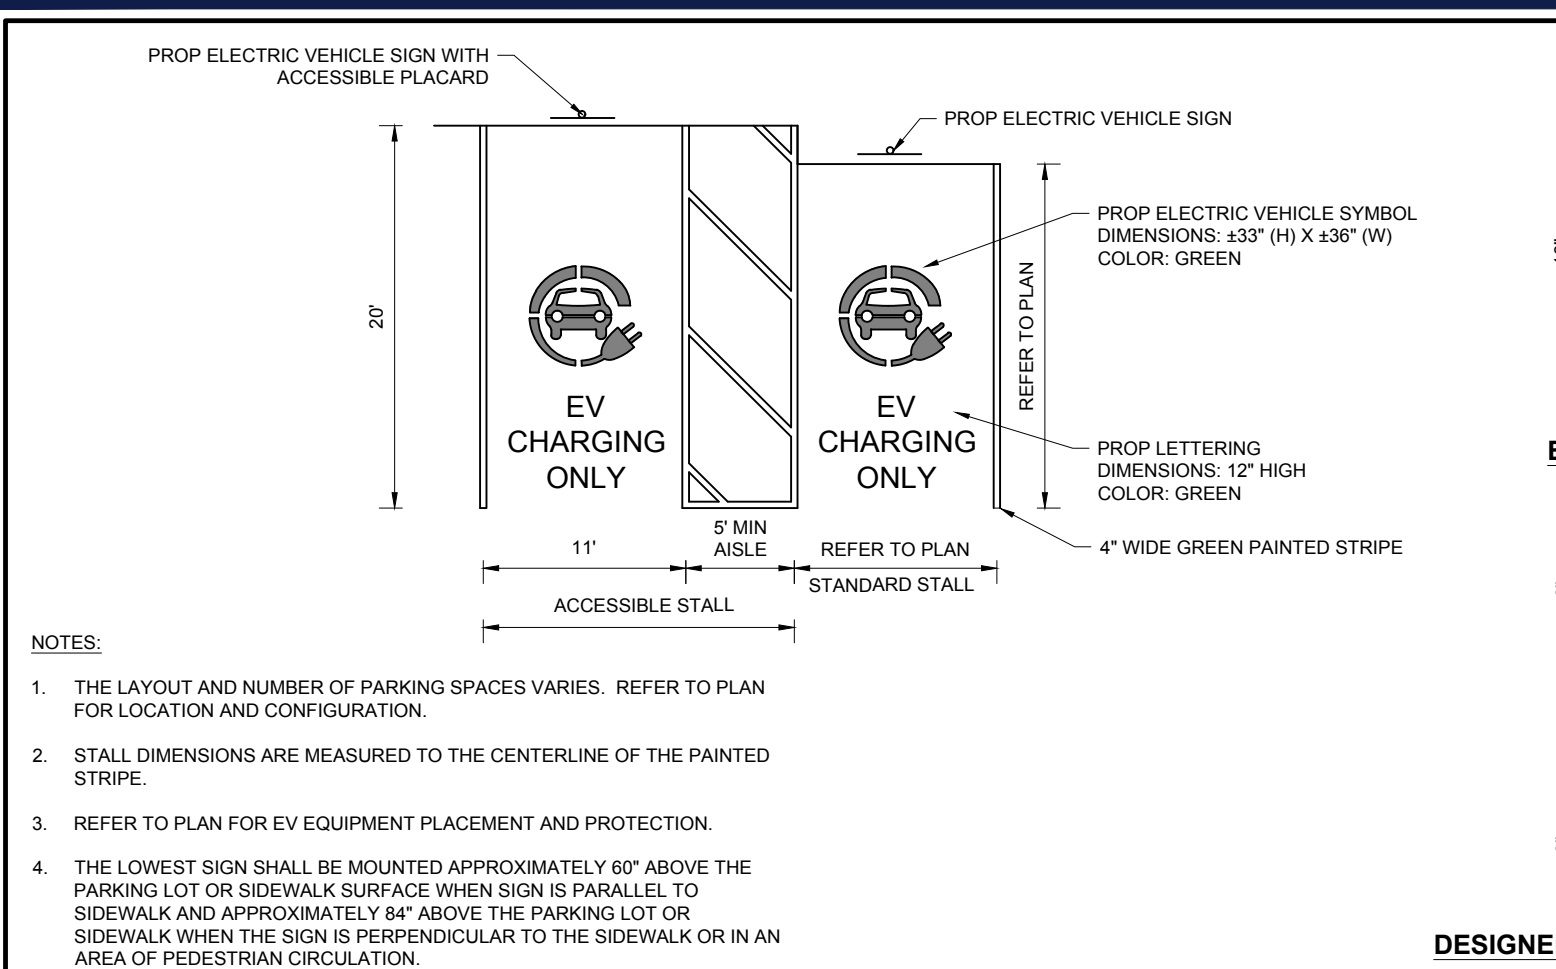 PROP ELECTRIC VEHICLE SIGN WITH
ACCESSIBLE PLACARD
PROP ELECTRIC VEHICLE SIGN
PROP ELECTRIC VEHICLE SYMBOL
DIMENSIONS: ±33" (H) X ±36" (W)
COLOR: GREEN
REFER TO PLAN
20'
EV
CHARGING
ONLY
EV
CHARGING
ONLY
PROP LETTERING
DIMENSIONS: 12" HIGH
COLOR: GREEN
4" WIDE GREEN PAINTED STRIPE
11'
5' MIN
AISLE
REFER TO PLAN
STANDARD STALL
ACCESSIBLE STALL
NOTES:
1. THE LAYOUT AND NUMBER OF PARKING SPACES VARIES. REFER TO PLAN
FOR LOCATION AND CONFIGURATION.
2. STALL DIMENSIONS ARE MEASURED TO THE CENTERLINE OF THE PAINTED
STRIPE.
3. REFER TO PLAN FOR EV EQUIPMENT PLACEMENT AND PROTECTION.
4. THE LOWEST SIGN SHALL BE MOUNTED APPROXIMATELY 60" ABOVE THE
PARKING LOT OR SIDEWALK SURFACE WHEN SIGN IS PARALLEL TO
SIDEWALK AND APPROXIMATELY 84" ABOVE THE PARKING LOT OR
SIDEWALK WHEN THE SIGN IS PERPENDICULAR TO THE SIDEWALK OR IN AN
AREA OF PEDESTRIAN CIRCULATION.
DESIGNE